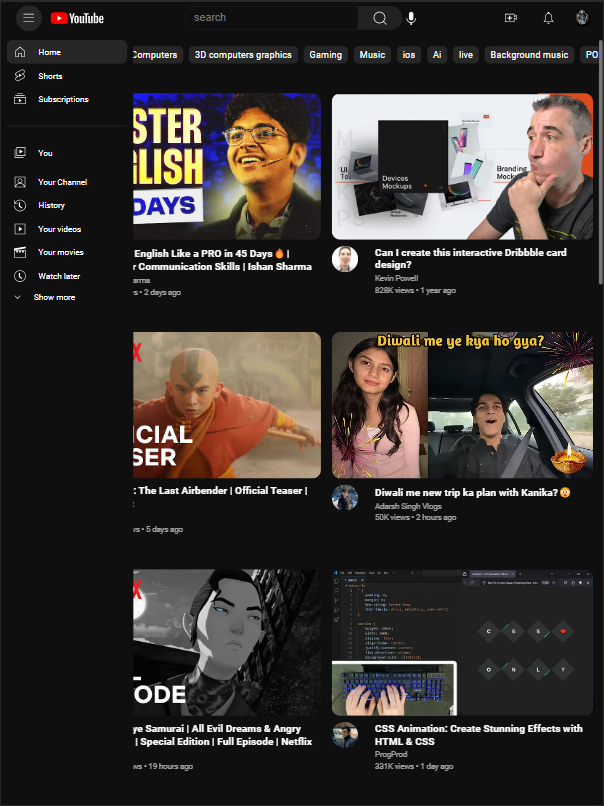 YouTube
search
Home
Shorts
Subscriptions
You
Your Channel
History
Your videos
Your movies
Watch later
Show more
Computers
3D computers graphics
Gaming
Music
ios
Ai
live
Background music
PO
STER
GLISH
DAYS
English Like a PRO in 45 Days🔥 |
r Communication Skills | Ishan Sharma
arma
s • 2 days ago
Devices
Mockups
Branding
Can I create this interactive Dribbble card
design?
Kevin Powell
828K views • 1 year ago
CIAL
SER
: The Last Airbender | Official Teaser |
ws • 5 days ago
Diwali me ye kya ho gya?
Diwali me new trip ka plan with Kanika?😳
Adarsh Singh Vlogs
50K views • 2 hours ago
ODE
ye Samurai | All Evil Dreams & Angry
| Special Edition | Full Episode | Netflix
ws • 19 hours ago
C S S
O N L Y
CSS Animation: Create Stunning Effects with
HTML & CSS
ProgProd
331K views • 1 day ago